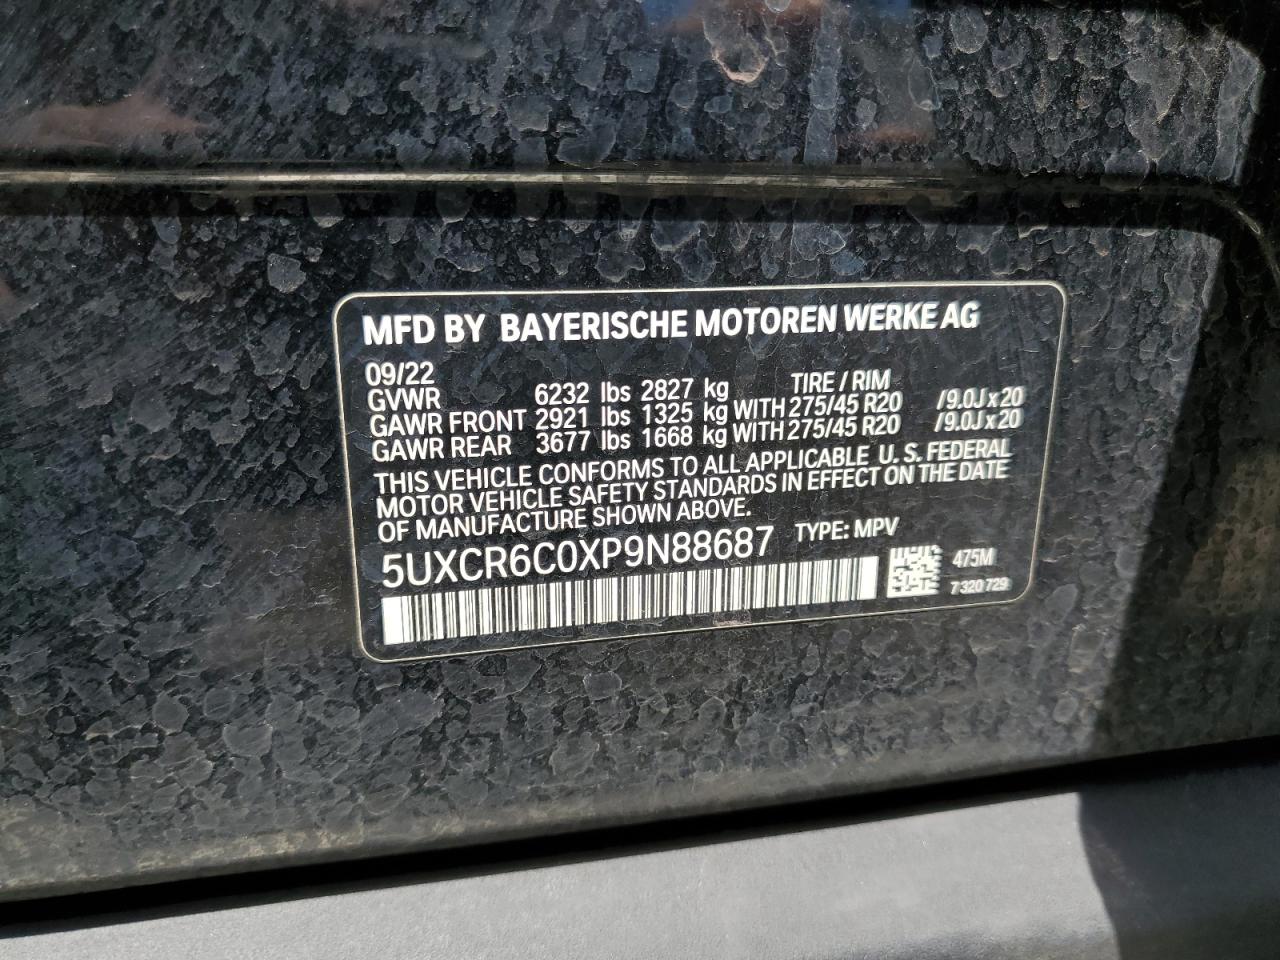 MFD BY BAYERISCHE MOTOREN WERKE AG
09/22 TIRE / RIM
GVWR 6232 lbs 2827 kg
GAWR FRONT 2921 lbs 1325 kg WITH 275/45 R20 /9.0J x 20
GAWR REAR 3677 lbs 1668 kg WITH 275/45 R20 /9.0J x 20
THIS VEHICLE CONFORMS TO ALL APPLICABLE U. S. FEDERAL
MOTOR VEHICLE SAFETY STANDARDS IN EFFECT ON THE DATE
OF MANUFACTURE SHOWN ABOVE.
5UXCR6C0XP9N88687 TYPE: MPV
475M
7 320 729